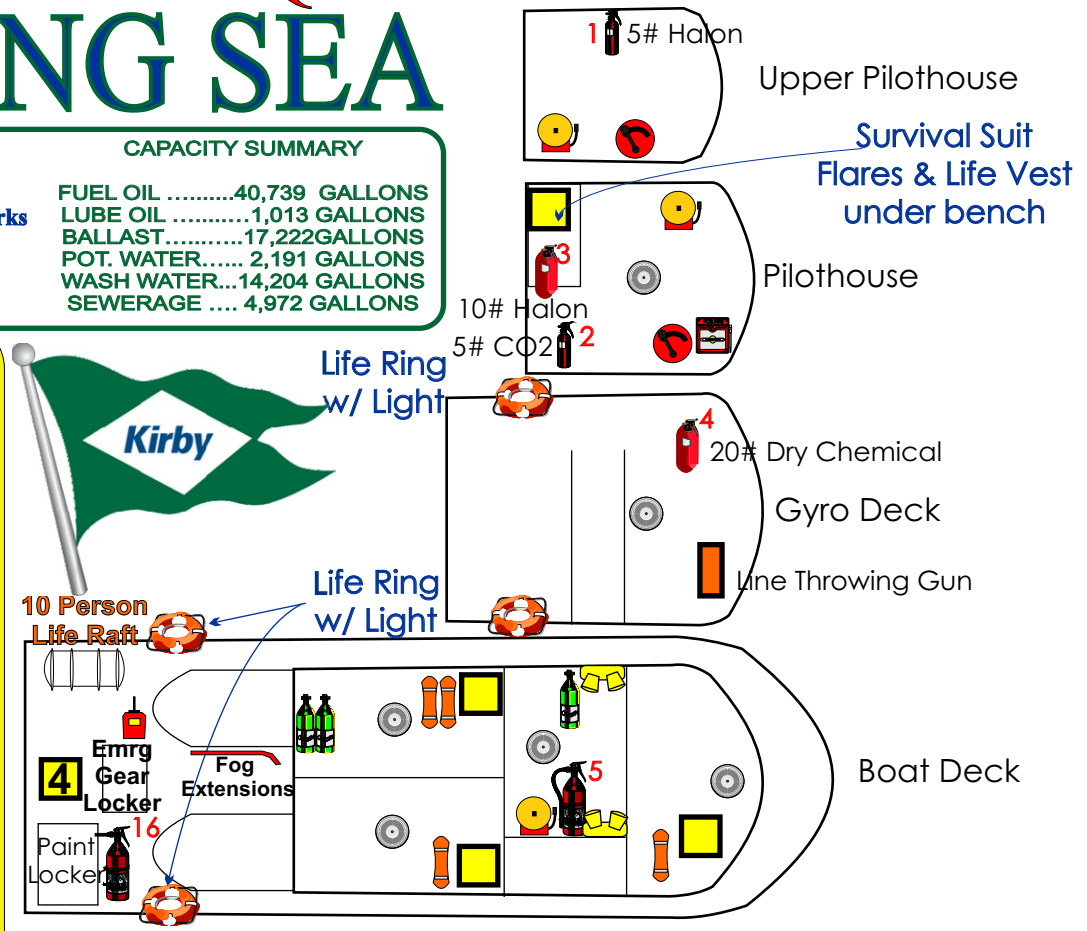 NG SEA
CAPACITY SUMMARY
FUEL OIL ..........40,739 GALLONS
LUBE OIL ..........1,013 GALLONS
BALLAST..........17,222GALLONS
POT. WATER...... 2,191 GALLONS
WASH WATER...14,204 GALLONS
SEWERAGE .... 4,972 GALLONS
rks
Kirby
1 5# Halon
Upper Pilothouse
Survival Suit
Flares & Life Vest
under bench
3
10# Halon
5# CO2 2
Pilothouse
Life Ring
w/ Light
4
20# Dry Chemical
Gyro Deck
Line Throwing Gun
Life Ring
w/ Light
10 Person
Life Raft
4
Emrg
Gear
Locker
Fog
Extensions
16
Paint
Locker
5
Boat Deck